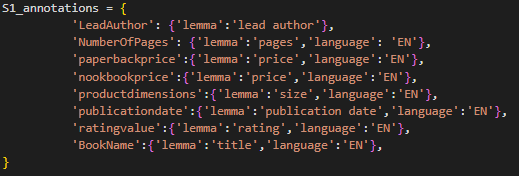 S1_annotations = {
'LeadAuthor': {'lemma':'lead author'},
'NumberOfPages': {'lemma':'pages','language': 'EN'},
'paperbackprice':{'lemma':'price','language':'EN'},
'nookbookprice':{'lemma':'price','language':'EN'},
'productdimensions':{'lemma':'size','language':'EN'},
'publicationdate':{'lemma':'publication date','language':'EN'},
'ratingvalue':{'lemma':'rating','language':'EN'},
'BookName':{'lemma':'title','language':'EN'},
}